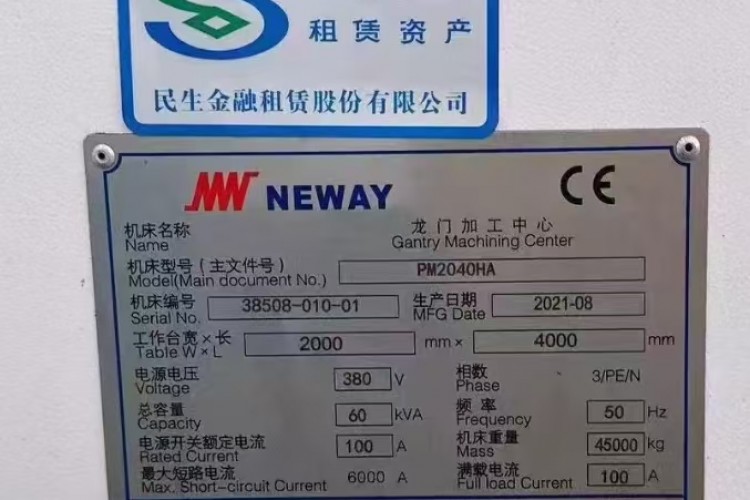 租赁资产
民生金融租赁股份有限公司
NEWAY CE
机床名称 龙门加工中心
Name Gantry Machining Center
机床型号(主文件号) PM2040HA
Model(Main document No.)
机床编号 38508-010-01 生产日期 2021-08
Serial No. MFG Date
工作台宽×长 2000 mm× 4000 mm
Table W×L
电源电压 380 V 相数 3/PE/N
Voltage Phase
总容量 60 kVA 频率 50 Hz
Capacity Frequency
电源开关额定电流 100 A 机床重量 45000 kg
Rated Current Mass
最大短路电流 6000 A 满载电流 100 A
Max. Short-circuit Current Full load Current